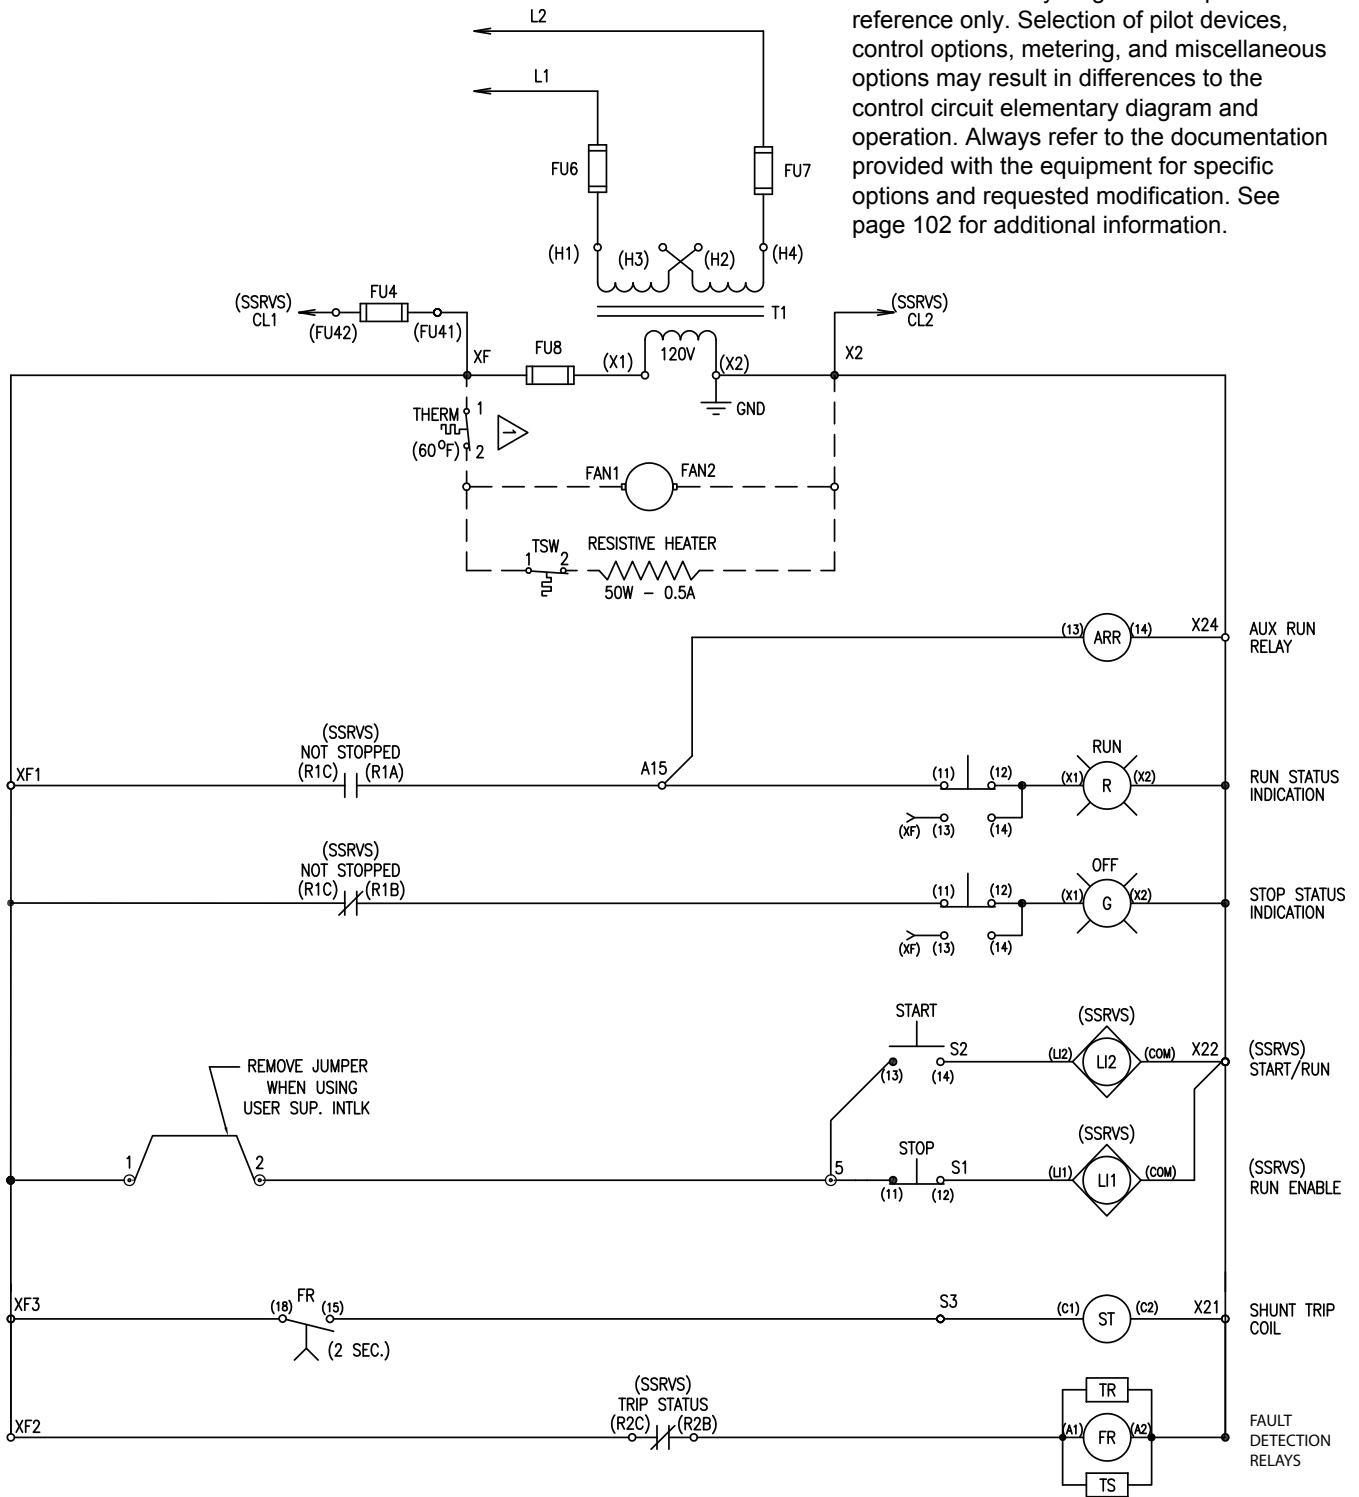 reference only. Selection of pilot devices,
control options, metering, and miscellaneous
options may result in differences to the
control circuit elementary diagram and
operation. Always refer to the documentation
provided with the equipment for specific
options and requested modification. See
page 102 for additional information.
L2
L1
FU6
FU7
(H1)
(H3)
(H2)
(H4)
T1
(SSRVS)
CL1
(FU42)
FU4
(FU41)
(SSRVS)
CL2
XF
FU8
(X1)
120V
(X2)
X2
GND
THERM
1
(60°F)
2
1
FAN1
FAN2
TSW
1
2
RESISTIVE HEATER
50W - 0.5A
(13)
ARR
(14)
X24
AUX RUN
RELAY
XF1
(SSRVS)
NOT STOPPED
(R1C)
(R1A)
A15
(11)
(12)
(XF)
(13)
(14)
RUN
(X1)
R
(X2)
RUN STATUS
INDICATION
(SSRVS)
NOT STOPPED
(R1C)
(R1B)
(11)
(12)
(XF)
(13)
(14)
OFF
(X1)
G
(X2)
STOP STATUS
INDICATION
REMOVE JUMPER
WHEN USING
USER SUP. INTLK
START
(13)
(14)
S2
(SSRVS)
(LI2)
LI2
(COM)
X22
(SSRVS)
START/RUN
1
2
5
STOP
(11)
(12)
S1
(SSRVS)
(LI1)
LI1
(COM)
(SSRVS)
RUN ENABLE
XF3
FR
(18)
(15)
(2 SEC.)
S3
(C1)
ST
(C2)
X21
SHUNT TRIP
COIL
XF2
(SSRVS)
TRIP STATUS
(R2C)
(R2B)
TR
(A1)
FR
(A2)
TS
FAULT
DETECTION
RELAYS